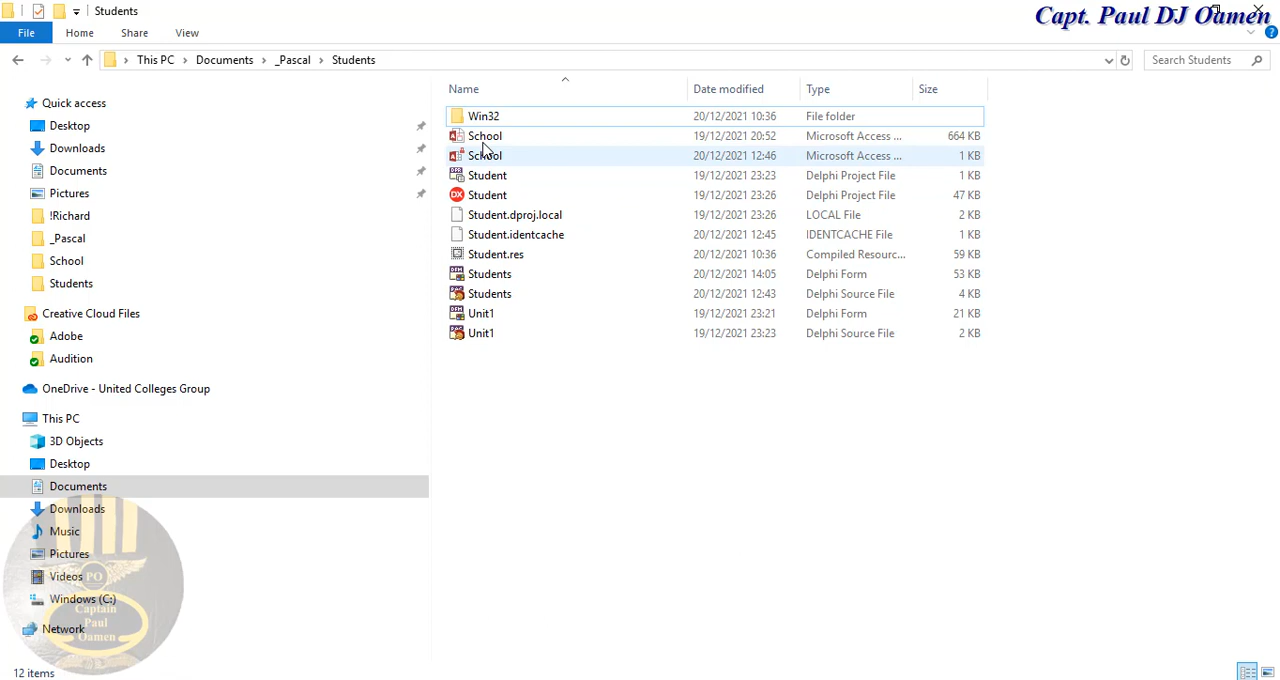 Students
Capt. Paul DJ Oamen
File Home Share View
This PC Documents _Pascal Students
Search Students
Name Date modified Type Size
Win32 20/12/2021 10:36 File folder
School 19/12/2021 20:52 Microsoft Access ... 664 KB
School 20/12/2021 12:46 Microsoft Access ... 1 KB
Student 19/12/2021 23:23 Delphi Project File 1 KB
Student 19/12/2021 23:26 Delphi Project File 47 KB
Student.dproj.local 19/12/2021 23:26 LOCAL File 2 KB
Student.identcache 20/12/2021 12:45 IDENTCACHE File 1 KB
Student.res 20/12/2021 10:36 Compiled Resourc... 59 KB
Students 20/12/2021 14:05 Delphi Form 53 KB
Students 20/12/2021 12:43 Delphi Source File 4 KB
Unit1 19/12/2021 23:21 Delphi Form 21 KB
Unit1 19/12/2021 23:23 Delphi Source File 2 KB
Quick access
Desktop
Downloads
Documents
Pictures
!Richard
_Pascal
School
Students
Creative Cloud Files
Adobe
Audition
OneDrive - United Colleges Group
This PC
3D Objects
Desktop
Documents
Downloads
Music
Pictures
Videos
Windows (C:)
Network
PO
Captain
Paul
Oamen
12 items